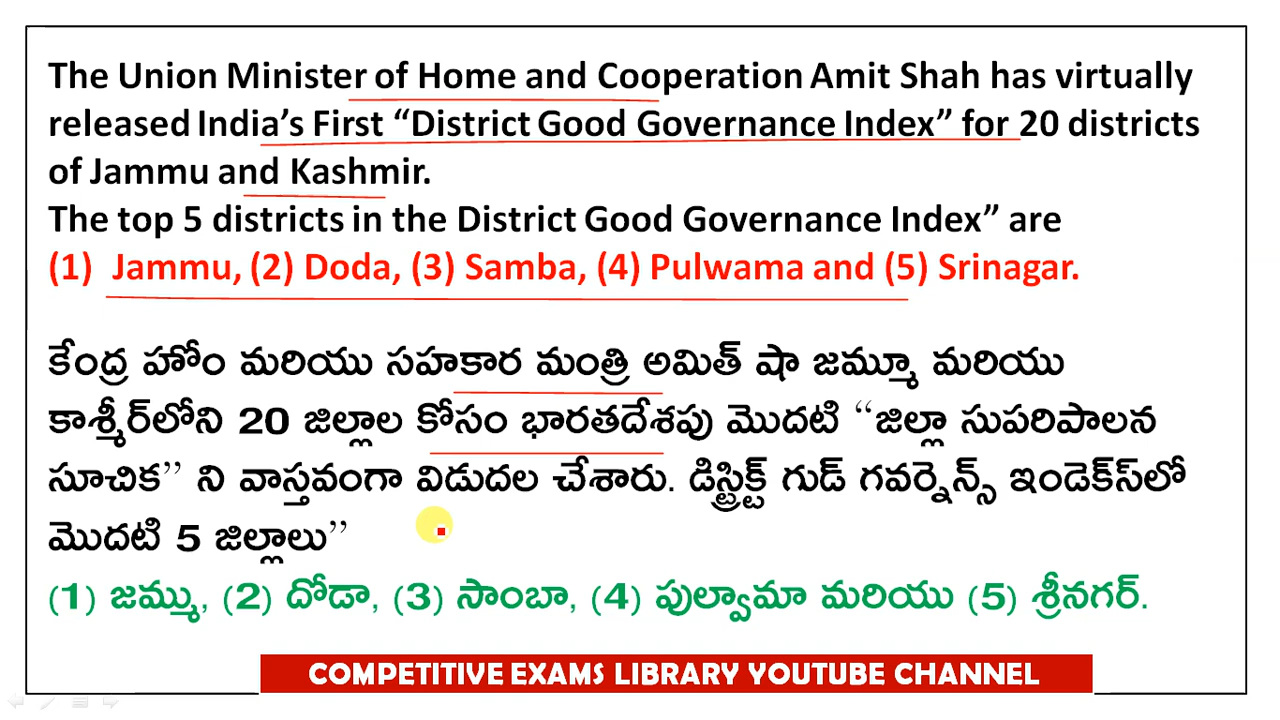 The Union Minister of Home and Cooperation Amit Shah has virtually
released India’s First “District Good Governance Index” for 20 districts
of Jammu and Kashmir.
The top 5 districts in the District Good Governance Index” are
(1) Jammu, (2) Doda, (3) Samba, (4) Pulwama and (5) Srinagar.
కేంద్ర హోం మరియు సహకార మంత్రి అమిత్ షా జమ్మూ మరియు
కాశ్మీర్‌లోని 20 జిల్లాల కోసం భారతదేశపు మొదటి “జిల్లా సుపరిపాలన
సూచిక” ని వాస్తవంగా విడుదల చేశారు. డిస్ట్రిక్ట్ గుడ్ గవర్నెన్స్ ఇండెక్స్‌లో
మొదటి 5 జిల్లాలు”
(1) జమ్ము, (2) దోడా, (3) సాంబా, (4) పుల్వామా మరియు (5) శ్రీనగర్.
COMPETITIVE EXAMS LIBRARY YOUTUBE CHANNEL